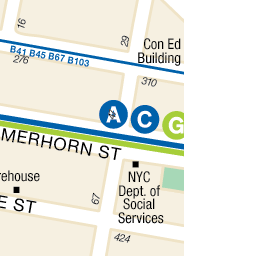 16
29
B41 B45 B67 B103
276
Con Ed
Building
310
A C G
MERHORN ST
NYC
Dept. of
Social
Services
rehouse
67
E ST
424